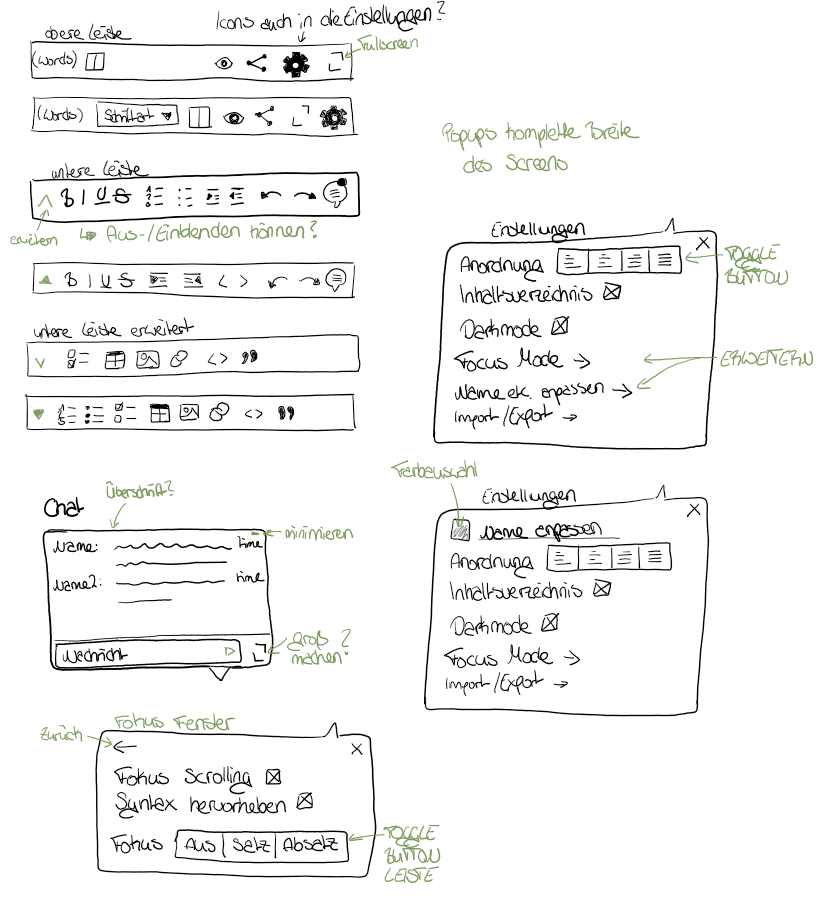 Icons auch in die Einstellungen?
obere Leiste
(Words)
Fullscreen
(Words) Schriftart
untere Leiste
B I U S
erweitern
Aus-/Einblenden können?
B I U S < >
untere Leiste erweitert
< >
< >
Popups komplette Breite
des Screens
Einstellungen
X
Anordnung
TOGGLE
BUTTON
Inhaltsverzeichnis
Darkmode
Focus Mode →
ERWEITERN
Name etc. anpassen →
Import/Export →
Farbauswahl
Einstellungen
X
Name anpassen
Anordnung
Inhaltsverzeichnis
Darkmode
Focus Mode →
Import/Export →
Überschrift?
Chat
minimieren
Name: time
Name2: time
Nachricht
groß
machen?
Fokus Fenster
zurück
X
Fokus Scrolling
Syntax hervorheben
Fokus Aus Satz Absatz
TOGGLE
BUTTON
LEISTE